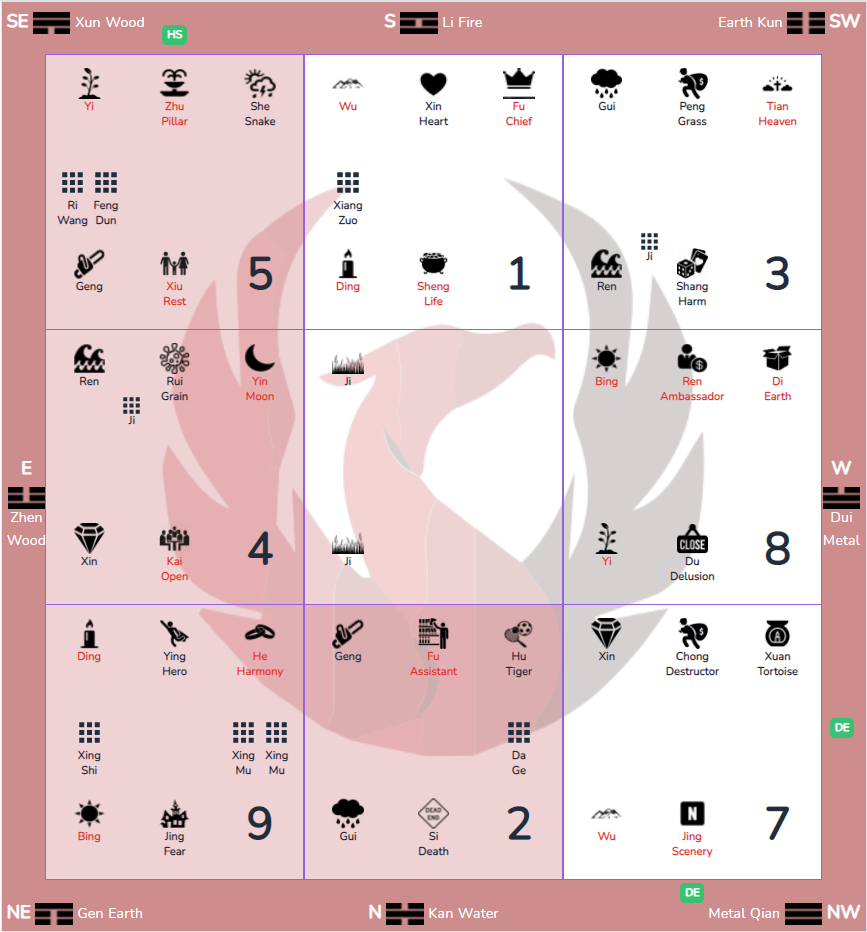 SE Xun Wood S Li Fire Earth Kun SW
HS
Yi Zhu She
Pillar Snake
Ri Feng
Wang Dun
Geng Xiu 5
Rest
Wu Xin Fu
Heart Chief
Xiang
Zuo
Ding Sheng 1
Life
Gui Peng Tian
Grass Heaven
Ji
Ren Shang 3
Harm
E
Zhen
Wood
Ren Rui Yin
Grain Moon
Ji
Xin Kai 4
Open
Ji
Ji
Bing Ren Di
Ambassador Earth
Yi CLOSE Du 8
Delusion
W
Dui
Metal
Ding Ying He
Hero Harmony
Xing Xing Xing
Shi Mu Mu
Bing Jing 9
Fear
Geng Fu Hu
Assistant Tiger
Da
Ge
DEAD
END
Gui Si 2
Death
Xin Chong A Xuan
Destructor Tortoise
N
Wu Jing 7
Scenery
DE
DE
NE Gen Earth N Kan Water Metal Qian NW